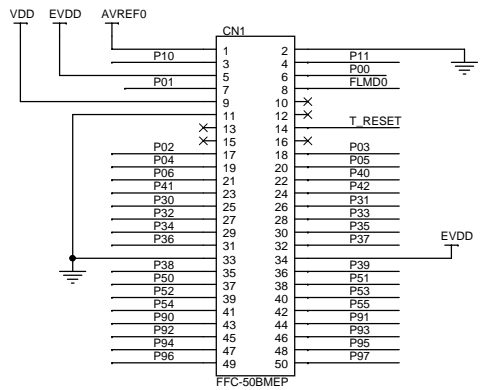 VDD EVDD AVREF0
CN1
1 2
P10 3 4 P11
5 6 P00
P01 7 8 FLMD0
9 10
11 12
13 14 T_RESET
15 16
P02 17 18 P03
P04 19 20 P05
P06 21 22 P40
P41 23 24 P42
P30 25 26 P31
P32 27 28 P33
P34 29 30 P35
P36 31 32 P37
EVDD
33 34
P38 35 36 P39
P50 37 38 P51
P52 39 40 P53
P54 41 42 P55
P90 43 44 P91
P92 45 46 P93
P94 47 48 P95
P96 49 50 P97
FFC-50BMEP